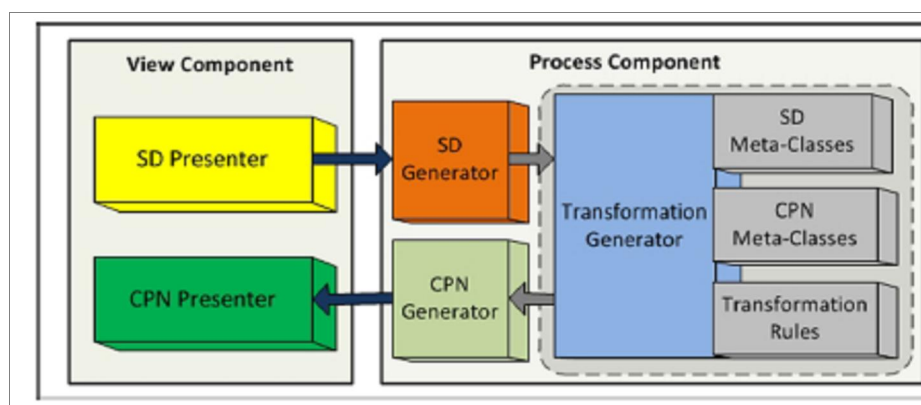 View Component
Process Component
SD Presenter
SD
Generator
Transformation
Generator
SD
Meta-Classes
CPN
Meta-Classes
CPN Presenter
CPN
Generator
Transformation
Rules